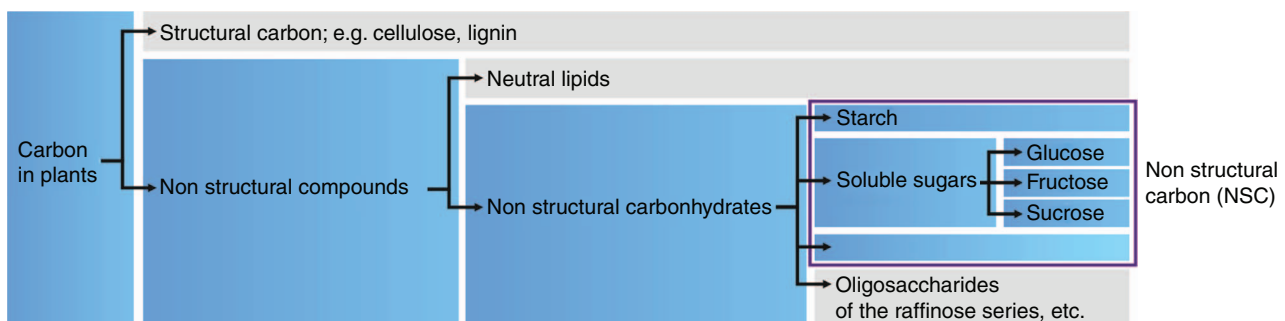 Structural carbon; e.g. cellulose, lignin
Neutral lipids
Starch
Carbon
in plants
Non structural compounds
Non structural carbonhydrates
Soluble sugars
Glucose
Fructose
Sucrose
Non structural
carbon (NSC)
Oligosaccharides
of the raffinose series, etc.